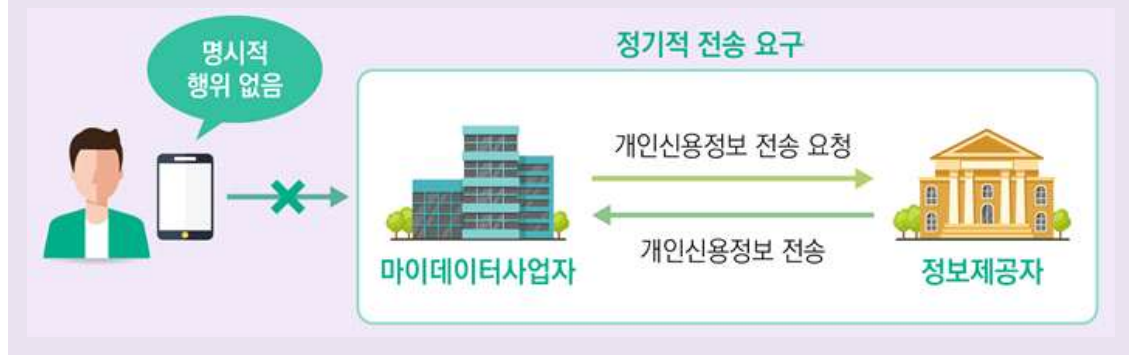 명시적
행위 없음
정기적 전송 요구
개인신용정보 전송 요청
개인신용정보 전송
마이데이터사업자
정보제공자